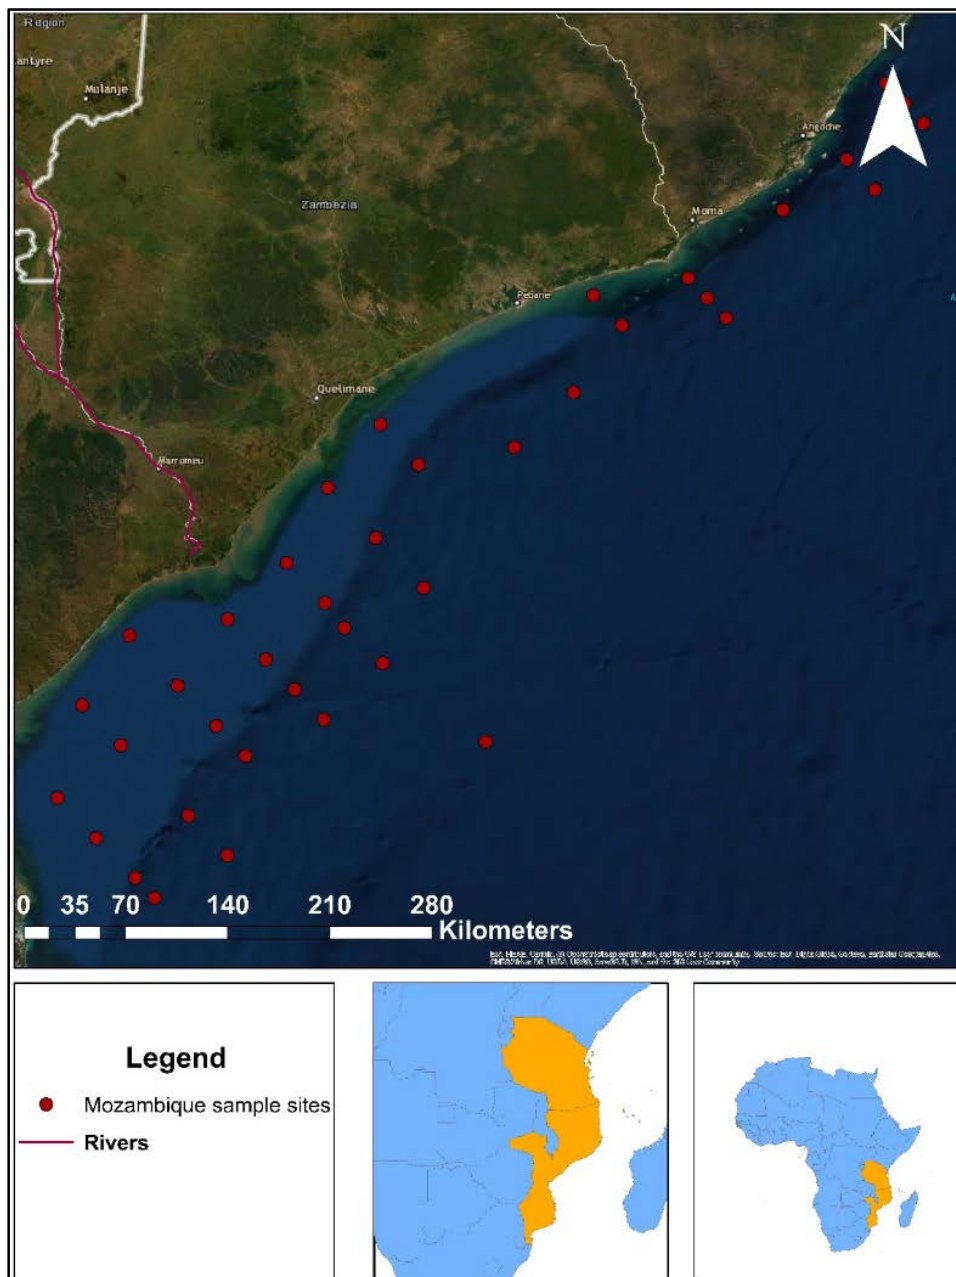 Region
N
Mulanje
Angoche
Zambezia
Moma
Pebane
Quelimane
Marromeu
0 35 70 140 210 280
Kilometers
Legend
Mozambique sample sites
Rivers